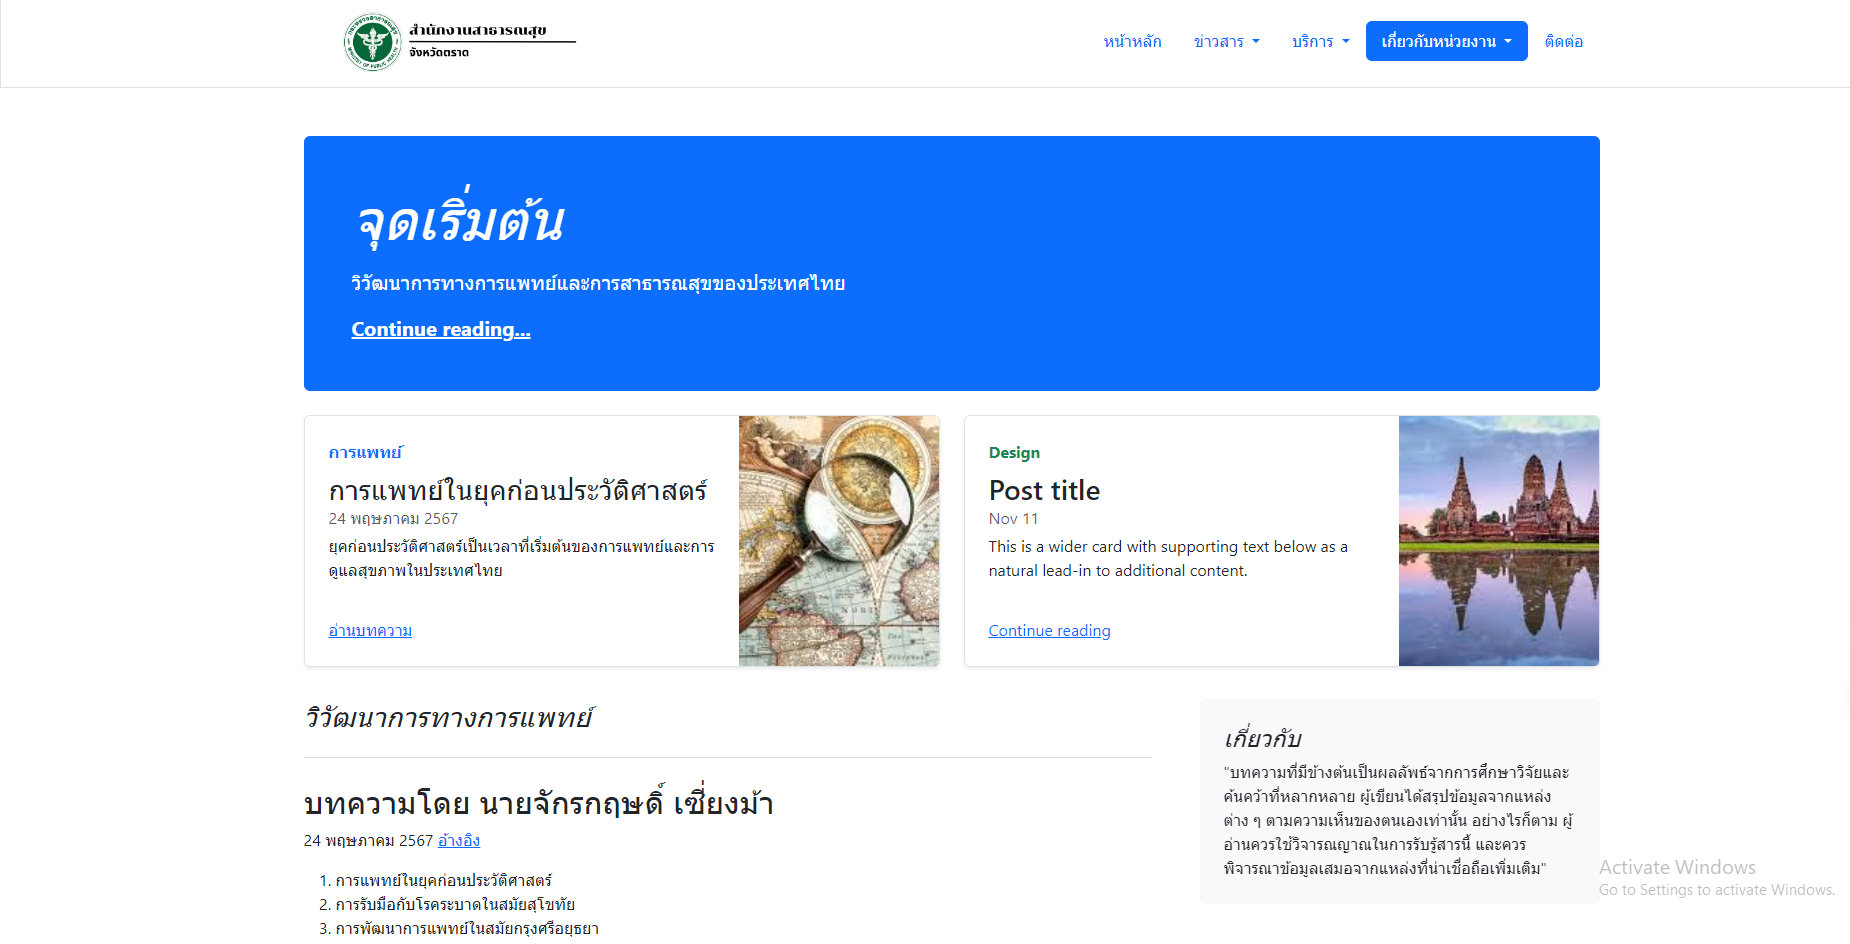 สำนักงานสาธารณสุข
จังหวัดตราด
หน้าหลัก ข่าวสาร บริการ เกี่ยวกับหน่วยงาน ติดต่อ
จุดเริ่มต้น
วิวัฒนาการทางการแพทย์และการสาธารณสุขของประเทศไทย
Continue reading...
การแพทย์
การแพทย์ในยุคก่อนประวัติศาสตร์
24 พฤษภาคม 2567
ยุคก่อนประวัติศาสตร์เป็นเวลาที่เริ่มต้นของการแพทย์และการ
ดูแลสุขภาพในประเทศไทย
อ่านบทความ
Design
Post title
Nov 11
This is a wider card with supporting text below as a
natural lead-in to additional content.
Continue reading
วิวัฒนาการทางการแพทย์
บทความโดย นายจักรกฤษดิ์ เซี่ยงม้า
24 พฤษภาคม 2567 อ้างอิง
1. การแพทย์ในยุคก่อนประวัติศาสตร์
2. การรับมือกับโรคระบาดในสมัยสุโขทัย
3. การพัฒนาการแพทย์ในสมัยกรุงศรีอยุธยา
เกี่ยวกับ
"บทความที่มีข้างต้นเป็นผลลัพธ์จากการศึกษาวิจัยและ
ค้นคว้าที่หลากหลาย ผู้เขียนได้สรุปข้อมูลจากแหล่ง
ต่าง ๆ ตามความเห็นของตนเองเท่านั้น อย่างไรก็ตาม ผู้
อ่านควรใช้วิจารณญาณในการรับรู้สารนี้ และควร
พิจารณาข้อมูลเสมอจากแหล่งที่น่าเชื่อถือเพิ่มเติม"
Activate Windows
Go to Settings to activate Windows.